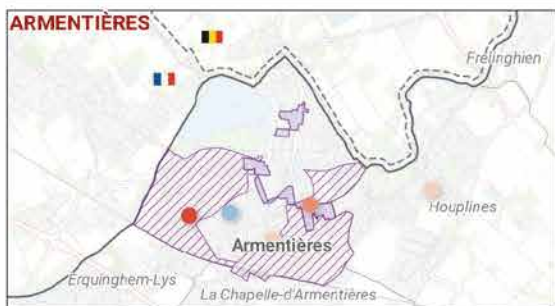 ARMENTIÈRES
Frelinghien
Houplines
Armentières
Erquinghem-Lys
La Chapelle-d'Armentières